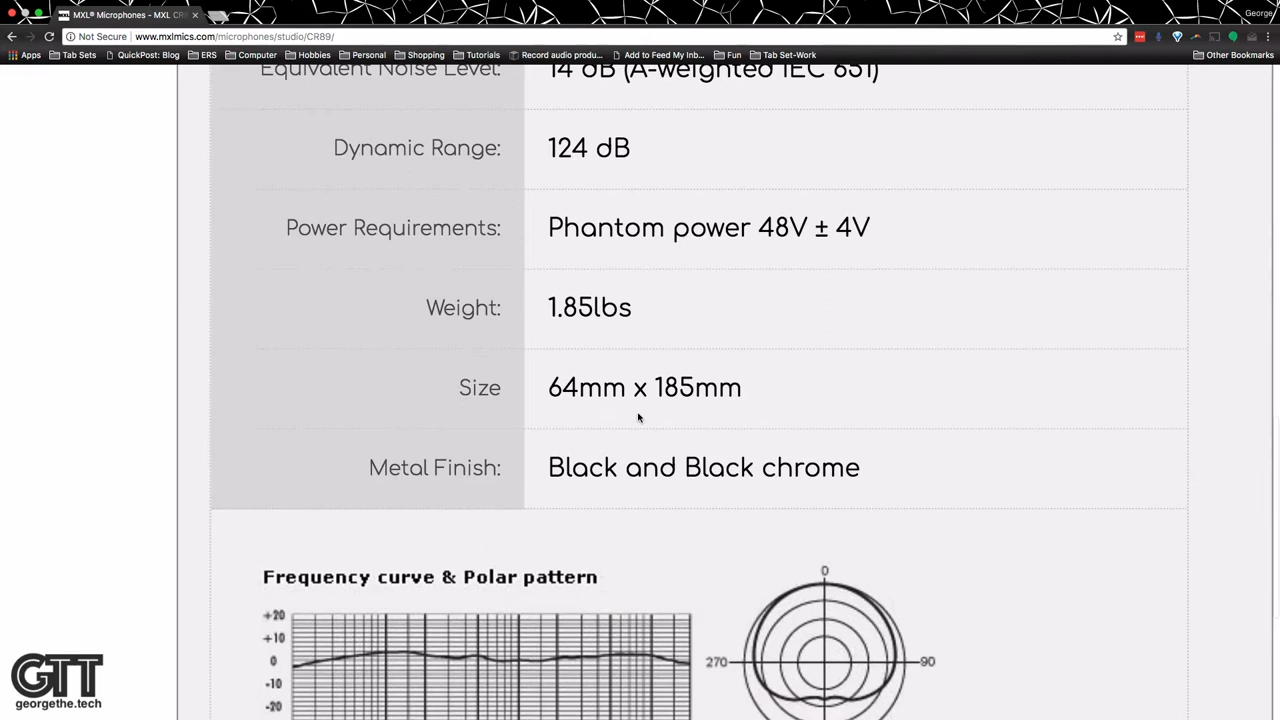 MXL® Microphones - MXL CR
George
Not Secure www.mxlmics.com/microphones/studio/CR89/
Apps Tab Sets QuickPost: Blog ERS Computer Hobbies Personal Shopping Tutorials Record audio produ... Add to Feed My Inb... Fun Tab Set-Work Other Bookmarks
Equivalent Noise Level: 14 dB (A-weighted IEC 651)
Dynamic Range: 124 dB
Power Requirements: Phantom power 48V ± 4V
Weight: 1.85lbs
Size 64mm x 185mm
Metal Finish: Black and Black chrome
Frequency curve & Polar pattern
0
+20
+10
0
-10
-20
270
90
GTT
georgethe.tech